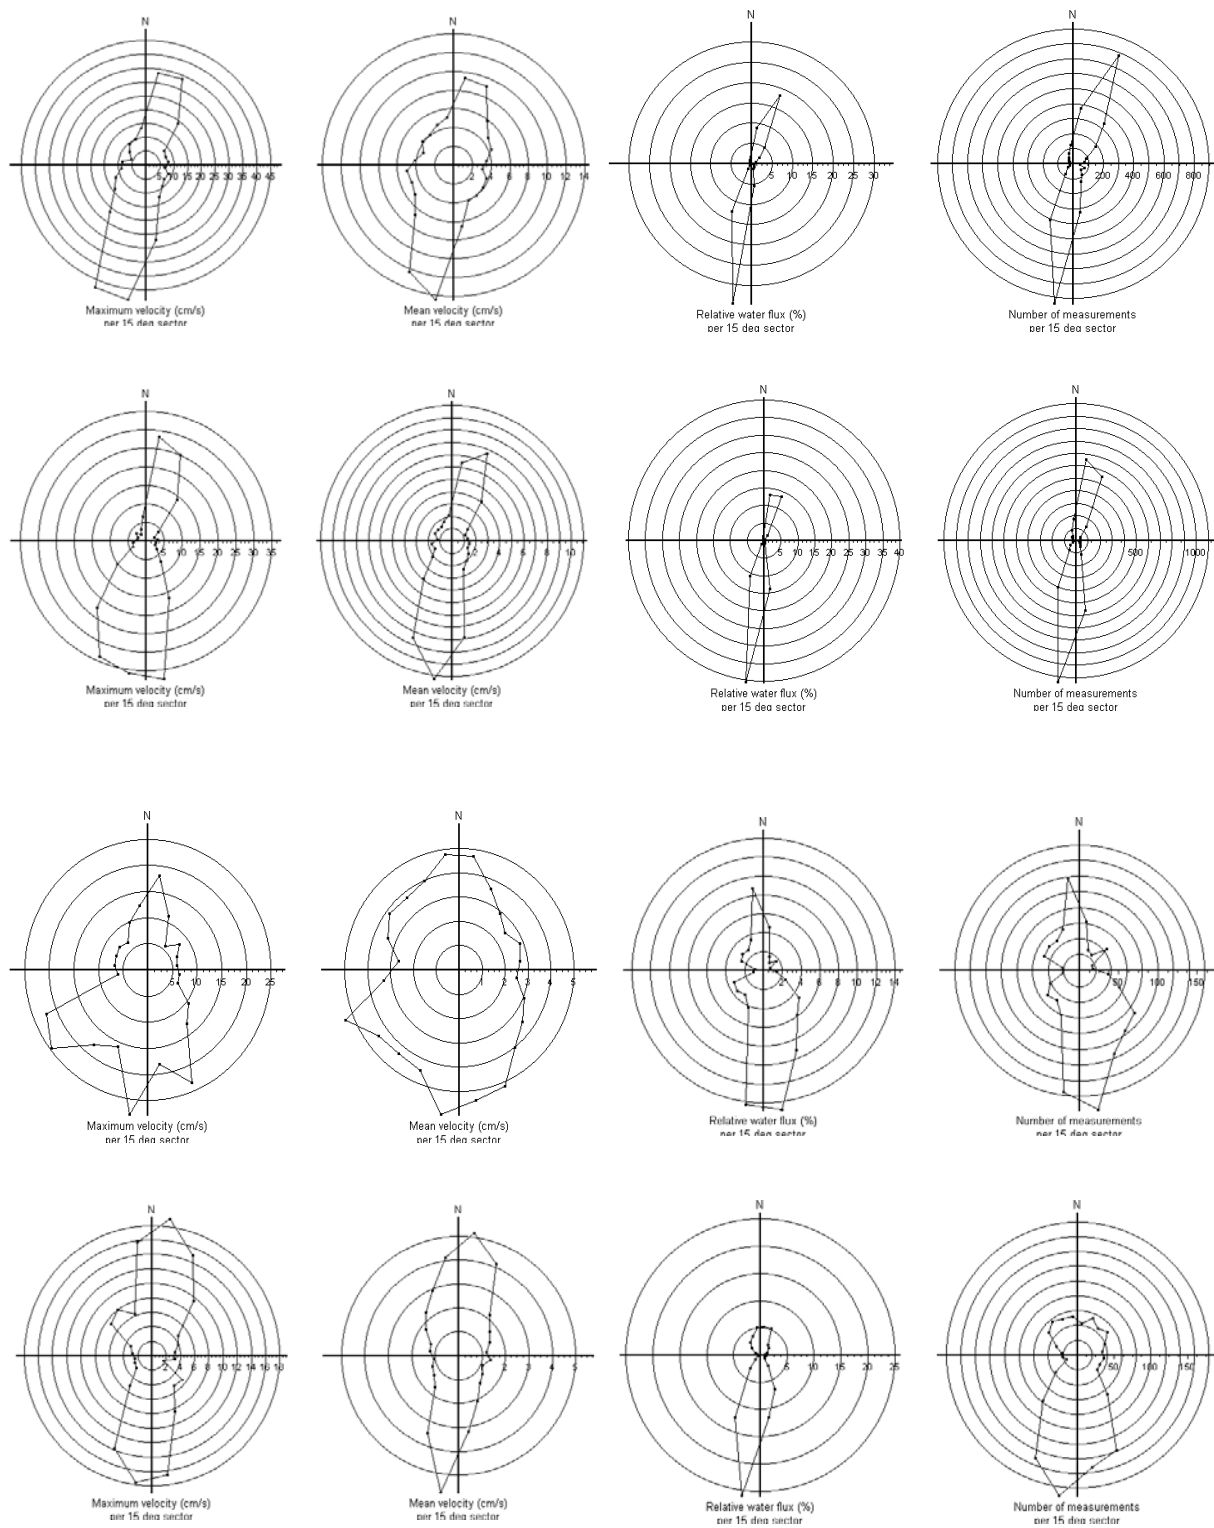 N N N N
5 10 15 20 25 30 35 40 45
2 4 6 8 10 12 14
5 10 15 20 25 30
200 400 600 800
Maximum velocity (cm/s)
per 15 deg sector
Mean velocity (cm/s)
per 15 deg sector
Relative water flux (%)
per 15 deg sector
Number of measurements
per 15 deg sector
N N N N
5 10 15 20 25 30 35
2 4 6 8 10
5 10 15 20 25 30 35 40
500 1000
Maximum velocity (cm/s)
per 15 deg sector
Mean velocity (cm/s)
per 15 deg sector
Relative water flux (%)
per 15 deg sector
Number of measurements
per 15 deg sector
N N N N
5 10 15 20 25
1 2 3 4 5
2 4 6 8 10 12 14
50 100 150
Maximum velocity (cm/s)
per 15 deg sector
Mean velocity (cm/s)
per 15 deg sector
Relative water flux (%)
per 15 deg sector
Number of measurements
per 15 deg sector
N N N N
2 4 6 8 10 12 14 16 18
1 2 3 4 5
5 10 15 20 25
50 100 150
Maximum velocity (cm/s)
per 15 deg sector
Mean velocity (cm/s)
per 15 deg sector
Relative water flux (%)
per 15 deg sector
Number of measurements
per 15 deg sector